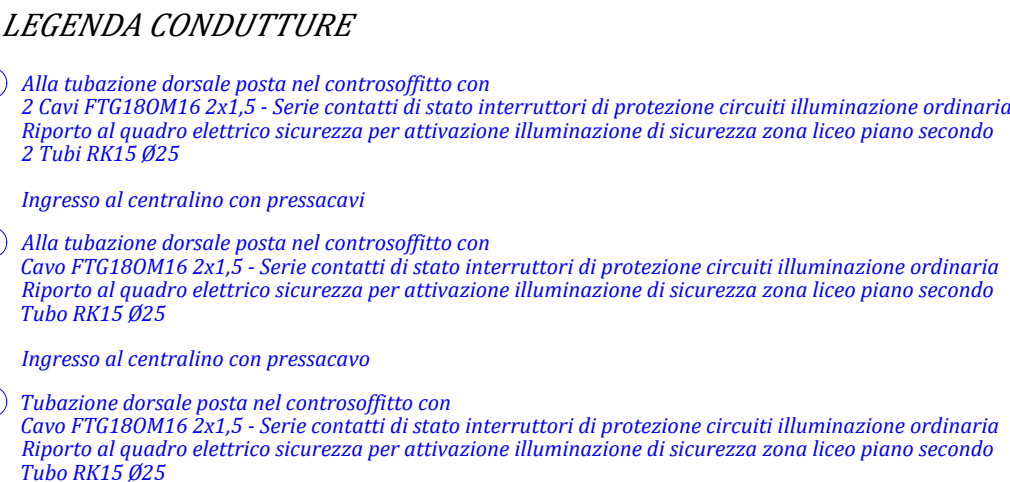 LEGENDA CONDUTTURE
Alla tubazione dorsale posta nel controsoffitto con
2 Cavi FTG18OM16 2x1,5 - Serie contatti di stato interruttori di protezione circuiti illuminazione ordinaria
Riporto al quadro elettrico sicurezza per attivazione illuminazione di sicurezza zona liceo piano secondo
2 Tubi RK15 Ø25
Ingresso al centralino con pressacavi
Alla tubazione dorsale posta nel controsoffitto con
Cavo FTG18OM16 2x1,5 - Serie contatti di stato interruttori di protezione circuiti illuminazione ordinaria
Riporto al quadro elettrico sicurezza per attivazione illuminazione di sicurezza zona liceo piano secondo
Tubo RK15 Ø25
Ingresso al centralino con pressacavo
Tubazione dorsale posta nel controsoffitto con
Cavo FTG18OM16 2x1,5 - Serie contatti di stato interruttori di protezione circuiti illuminazione ordinaria
Riporto al quadro elettrico sicurezza per attivazione illuminazione di sicurezza zona liceo piano secondo
Tubo RK15 Ø25